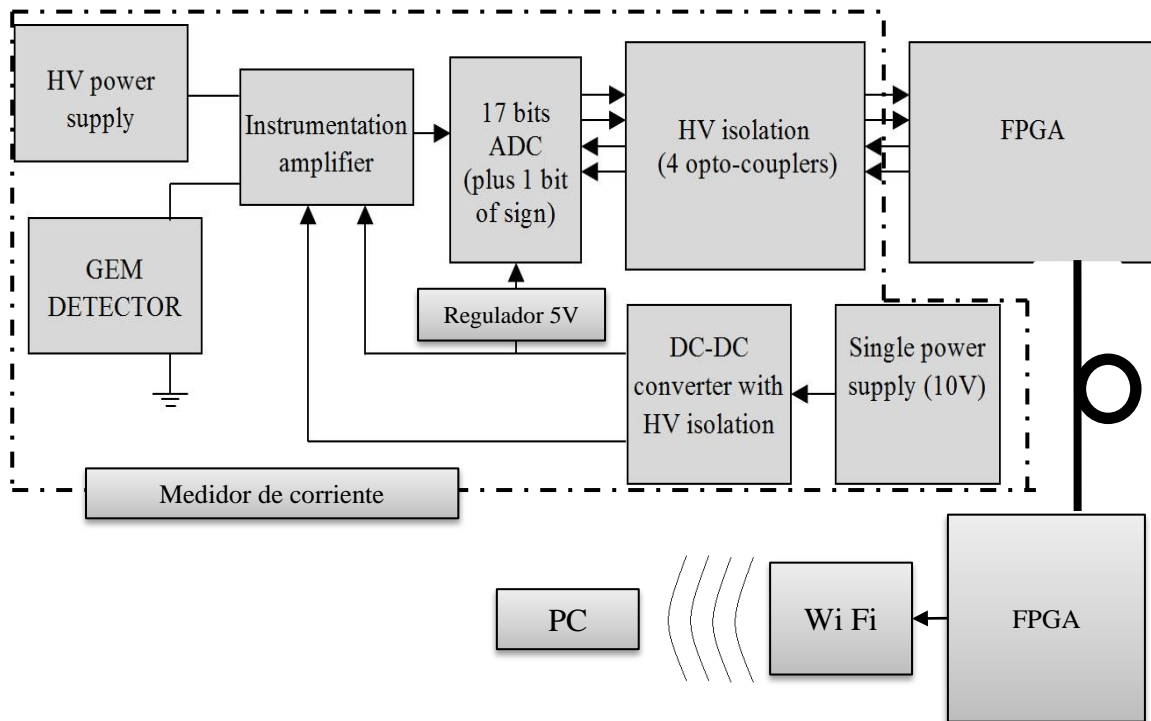 HV power
supply
Instrumentation
amplifier
17 bits
ADC
(plus 1 bit
of sign)
HV isolation
(4 opto-couplers)
FPGA
GEM
DETECTOR
Regulador 5V
DC-DC
converter with
HV isolation
Single power
supply (10V)
Medidor de corriente
PC
Wi Fi
FPGA